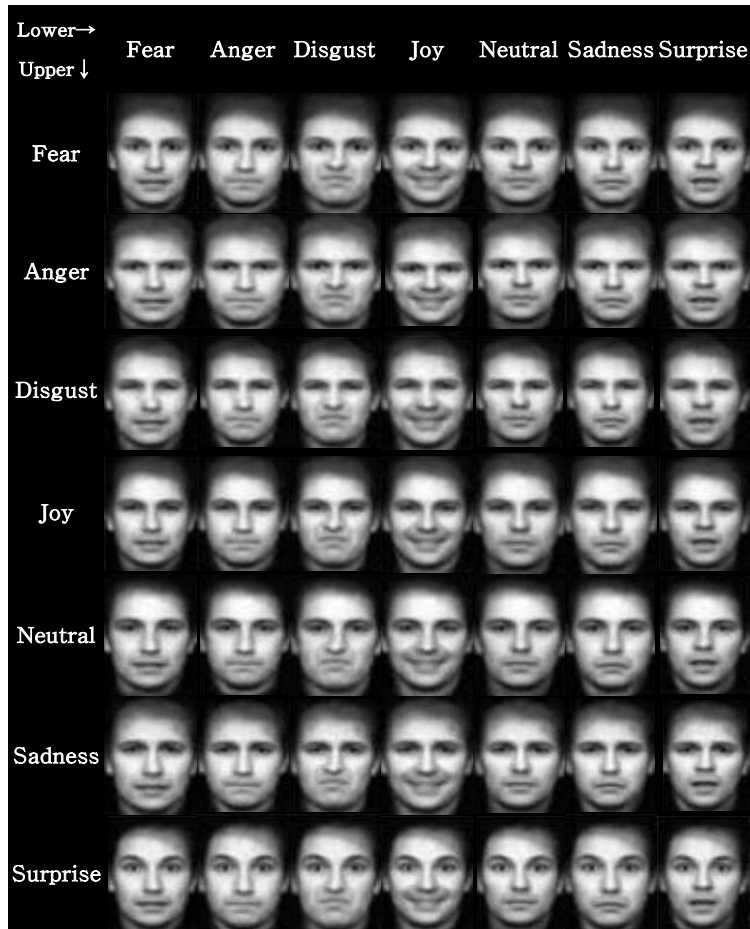 Lower→
Upper↓
Fear Anger Disgust Joy Neutral Sadness Surprise
Fear
Anger
Disgust
Joy
Neutral
Sadness
Surprise